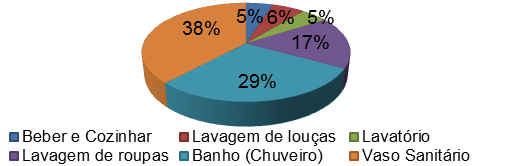 5% 6% 5%
38% 17%
29%
Beber e Cozinhar Lavagem de louças Lavatório
Lavagem de roupas Banho (Chuveiro) Vaso Sanitário